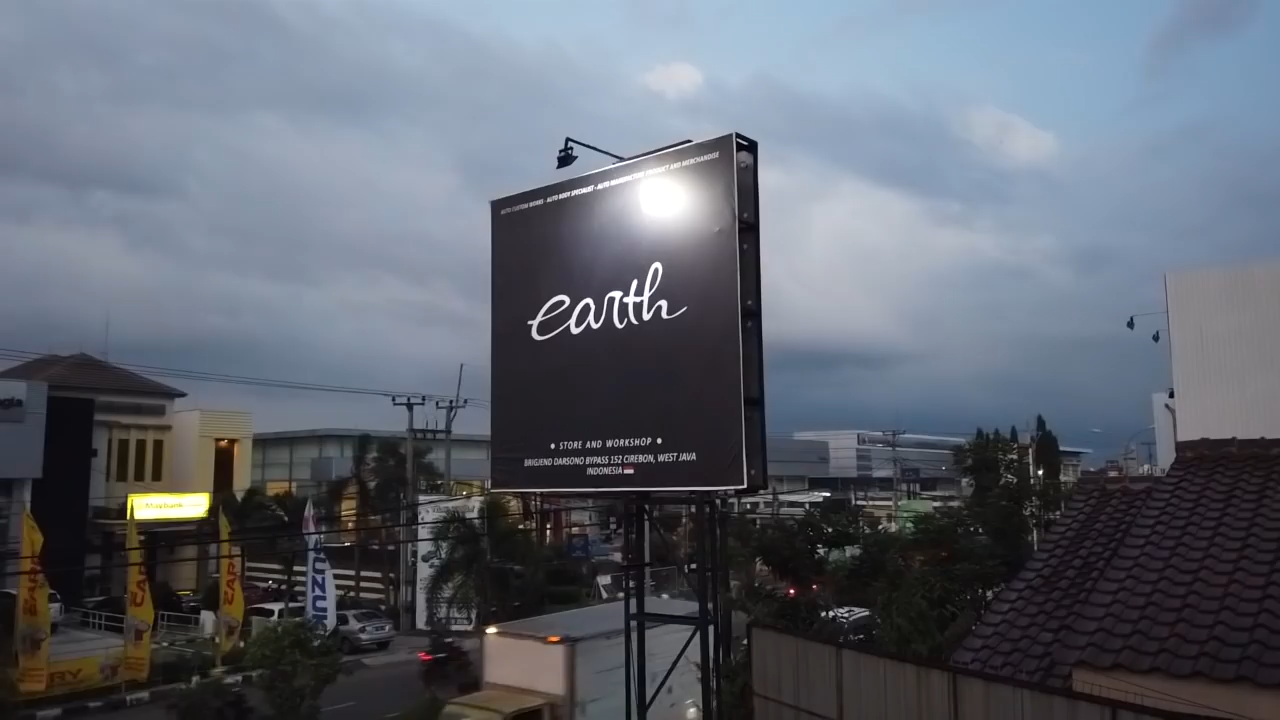 AUTO CUSTOM WORKS - AUTO BODY SPECIALIST - AUTO MANUFACTURE PRODUCT AND MERCHANDISE
earth
• STORE AND WORKSHOP •
BRIGJEND DARSONO BYPASS 152 CIREBON, WEST JAVA
INDONESIA
Maybank